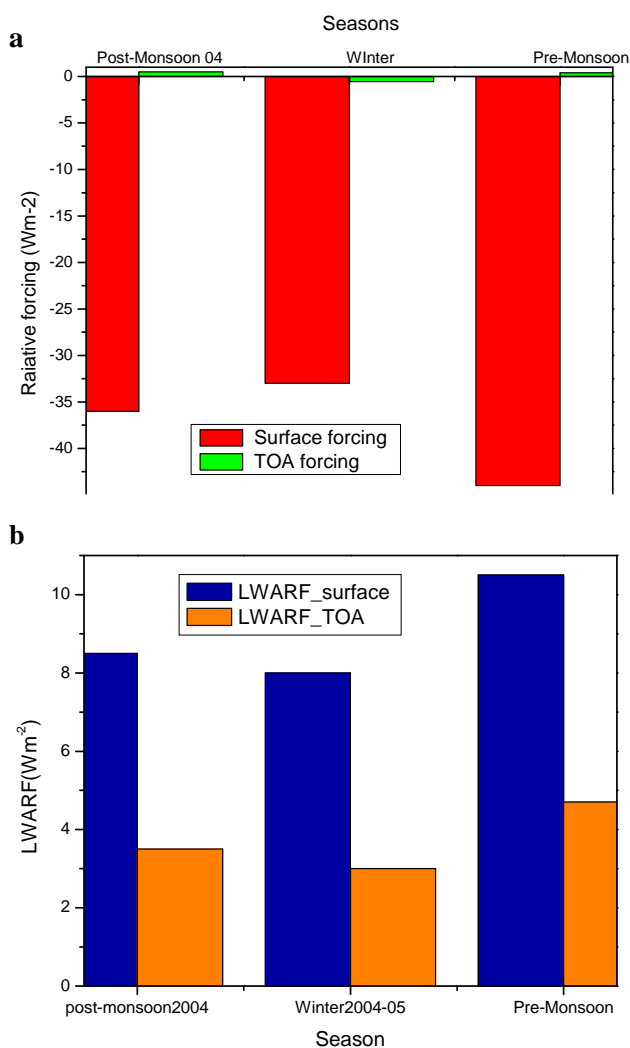 a
Seasons
Post-Monsoon 04 WInter Pre-Monsoon
0
-5
-10
-15
-20
-25
-30
-35
-40
Raiative forcing (Wm-2)
Surface forcing
TOA forcing
b
10
8
6
4
2
0
LWARF(Wm-2)
LWARF_surface
LWARF_TOA
post-monsoon2004 Winter2004-05 Pre-Monsoon
Season